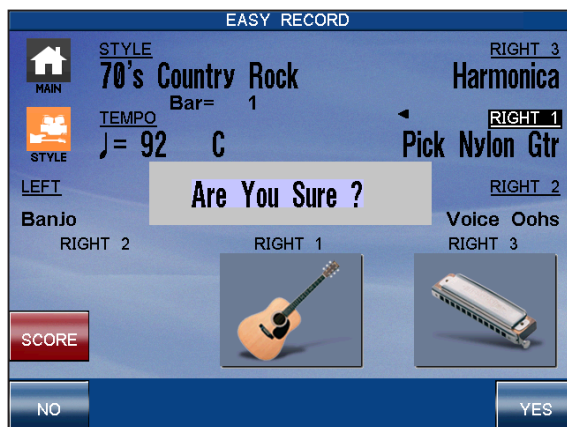 EASY RECORD
STYLE
70's Country Rock
Bar= 1
RIGHT 3
Harmonica
MAIN
TEMPO
♩= 92 C
RIGHT 1
Pick Nylon Gtr
STYLE
LEFT
Banjo
Are You Sure ?
RIGHT 2
Voice Oohs
RIGHT 2
RIGHT 1
RIGHT 3
SCORE
NO
YES